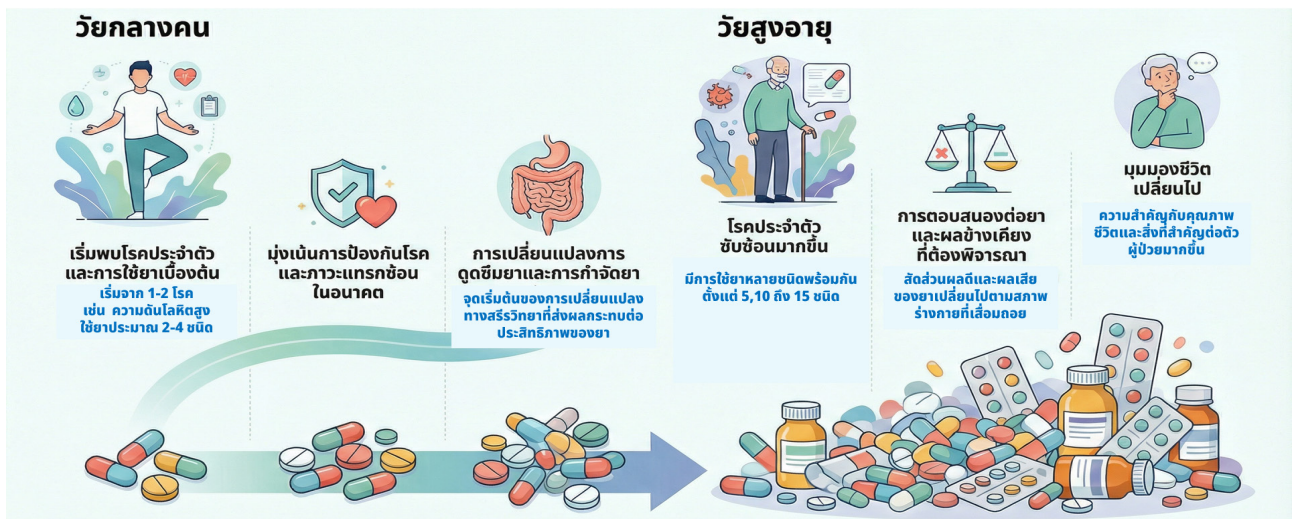 วัยกลางคน
เริ่มพบโรคประจำตัว
และการใช้ยาเบื้องต้น
เริ่มจาก 1-2 โรค
เช่น ความดันโลหิตสูง
ใช้ยาประมาณ 2-4 ชนิด
มุ่งเน้นการป้องกันโรค
และภาวะแทรกซ้อน
ในอนาคต
การเปลี่ยนแปลงการ
ดูดซึมยาและการกำจัดยา
จุดเริ่มต้นของการเปลี่ยนแปลง
ทางสรีรวิทยาที่ส่งผลกระทบต่อ
ประสิทธิภาพของยา
วัยสูงอายุ
โรคประจำตัว
ซับซ้อนมากขึ้น
มีการใช้ยาหลายชนิดพร้อมกัน
ตั้งแต่ 5,10 ถึง 15 ชนิด
การตอบสนองต่อยา
และผลข้างเคียง
ที่ต้องพิจารณา
สัดส่วนผลดีและผลเสีย
ของยาเปลี่ยนไปตามสภาพ
ร่างกายที่เสื่อมถอย
มุมมองชีวิต
เปลี่ยนไป
ความสำคัญกับคุณภาพ
ชีวิตและสิ่งที่สำคัญต่อตัว
ผู้ป่วยมากขึ้น